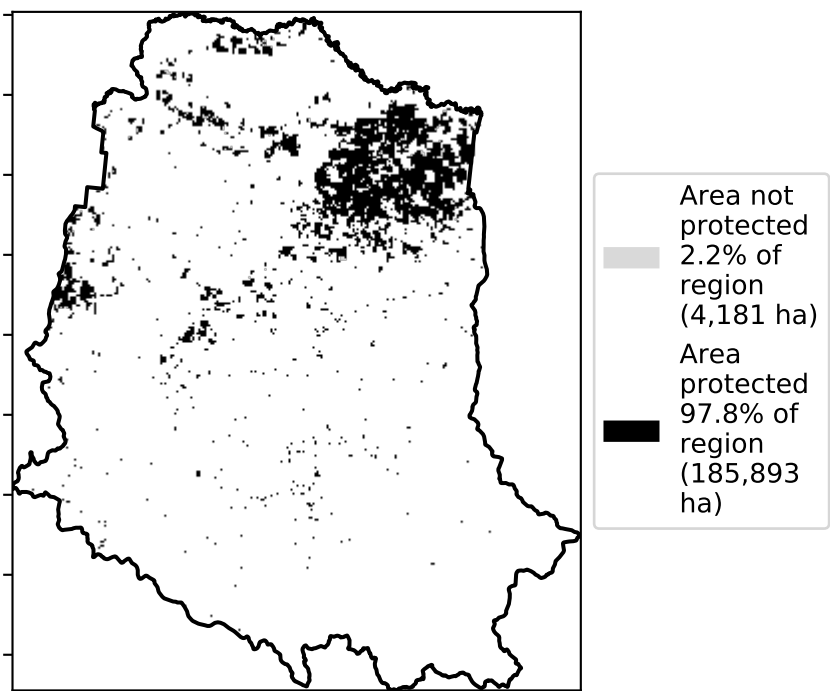 Area not
protected
2.2% of
region
(4,181 ha)
Area
protected
97.8% of
region
(185,893
ha)